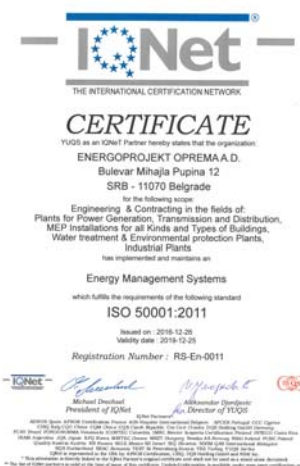 IQNet
®
THE INTERNATIONAL CERTIFICATION NETWORK
CERTIFICATE
YUQS as an IQNeT Partner hereby states that the organization:
ENERGOPROJEKT OPREMA A.D.
Bulevar Mihajla Pupina 12
SRB - 11070 Belgrade
for the following scope
Engineering & Contracting in the fields of:
Plants for Power Generation, Transmission and Distribution,
MEP Installations for all Kinds and Types of Buildings,
Water treatment & Environmental protection Plants,
Industrial Plants
has implemented and maintains an
Energy Management Systems
which fulfills the requirements of the following standard
ISO 50001:2011
Issued on : 2016-12-26
Validity date : 2019-12-25
Registration Number : RS-En-0011
IQNet
Michael Drechsel
President of IQNet
Aleksandar Djordjevic
Director of YUQS